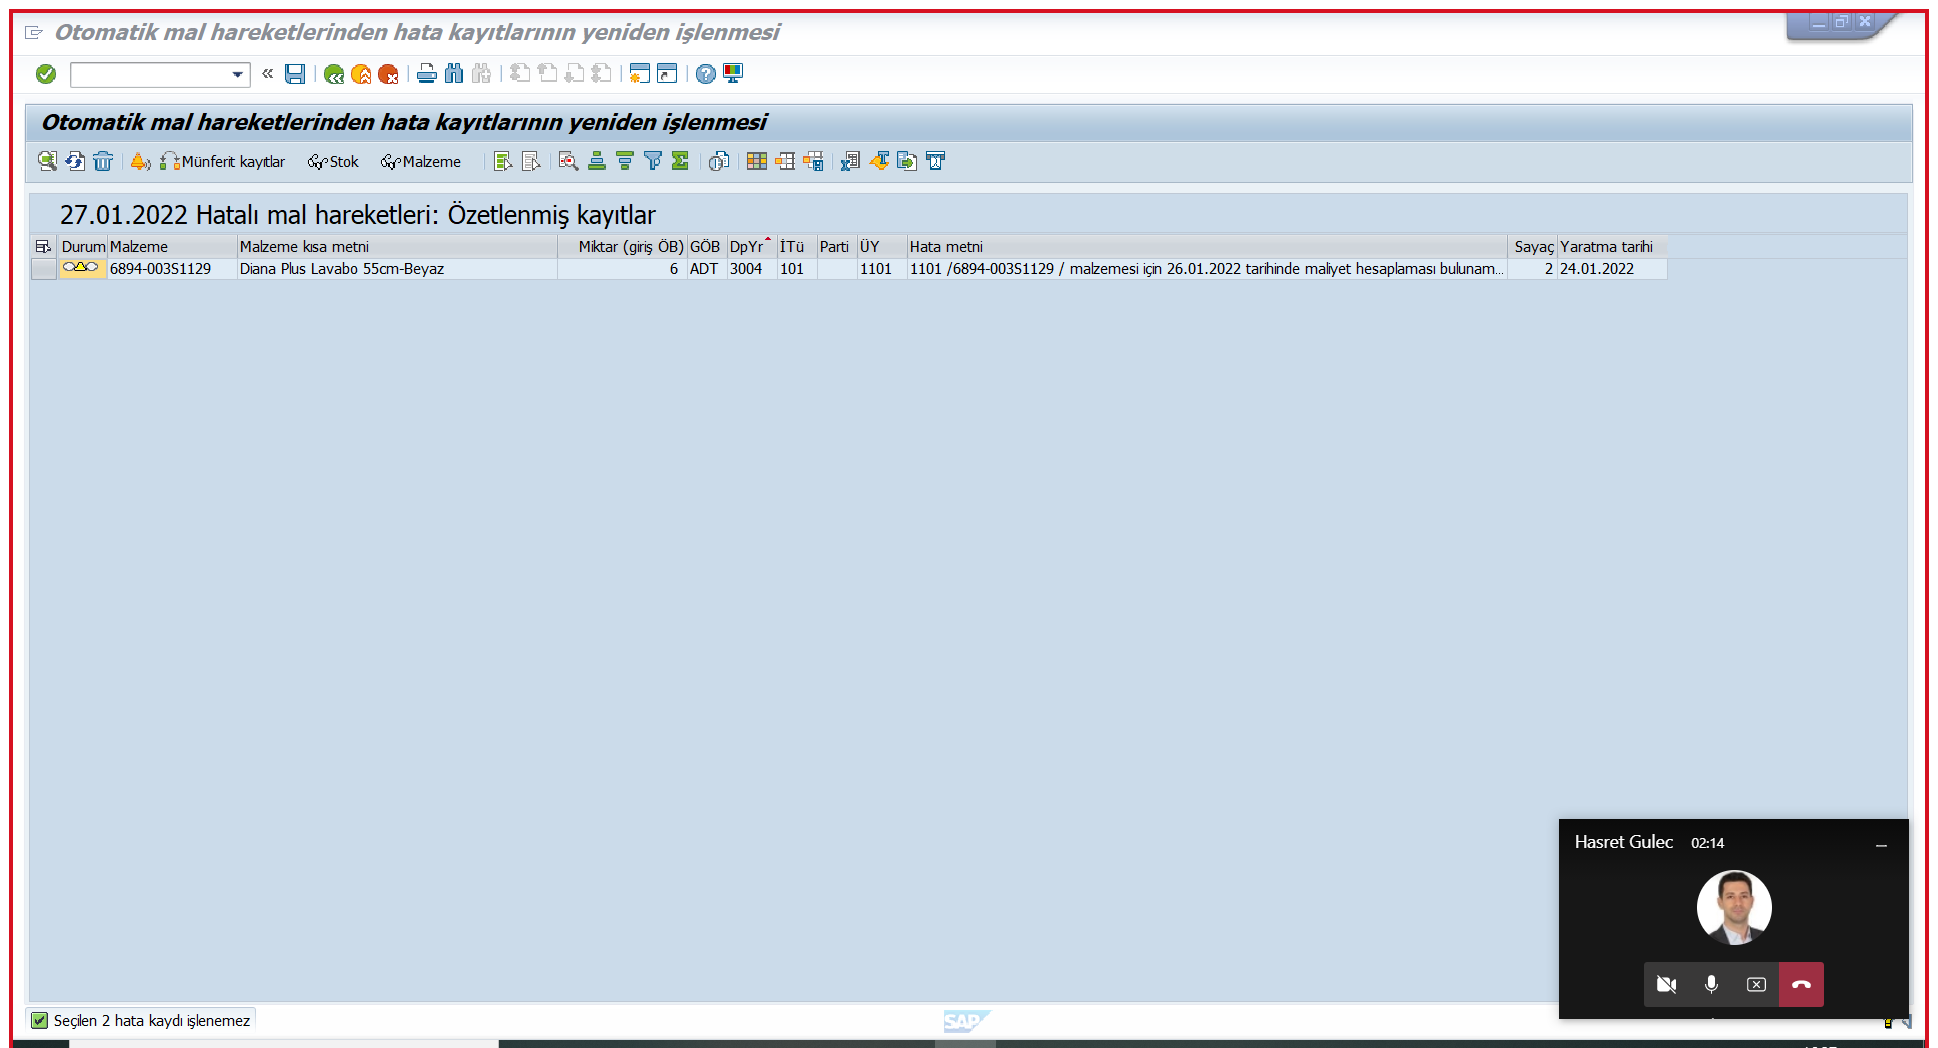 Otomatik mal hareketlerinden hata kayıtlarının yeniden işlenmesi
Otomatik mal hareketlerinden hata kayıtlarının yeniden işlenmesi
Münferit kayıtlar Stok Malzeme
27.01.2022 Hatalı mal hareketleri: Özetlenmiş kayıtlar
Durum Malzeme Malzeme kısa metni Miktar (giriş ÖB) GÖB DpYr İTü Parti ÜY Hata metni Sayaç Yaratma tarihi
6894-003S1129 Diana Plus Lavabo 55cm-Beyaz 6 ADT 3004 101 1101 1101 /6894-003S1129 / malzemesi için 26.01.2022 tarihinde maliyet hesaplaması bulunam... 2 24.01.2022
Hasret Gulec 02:14
Seçilen 2 hata kaydı işlenemez
SAP